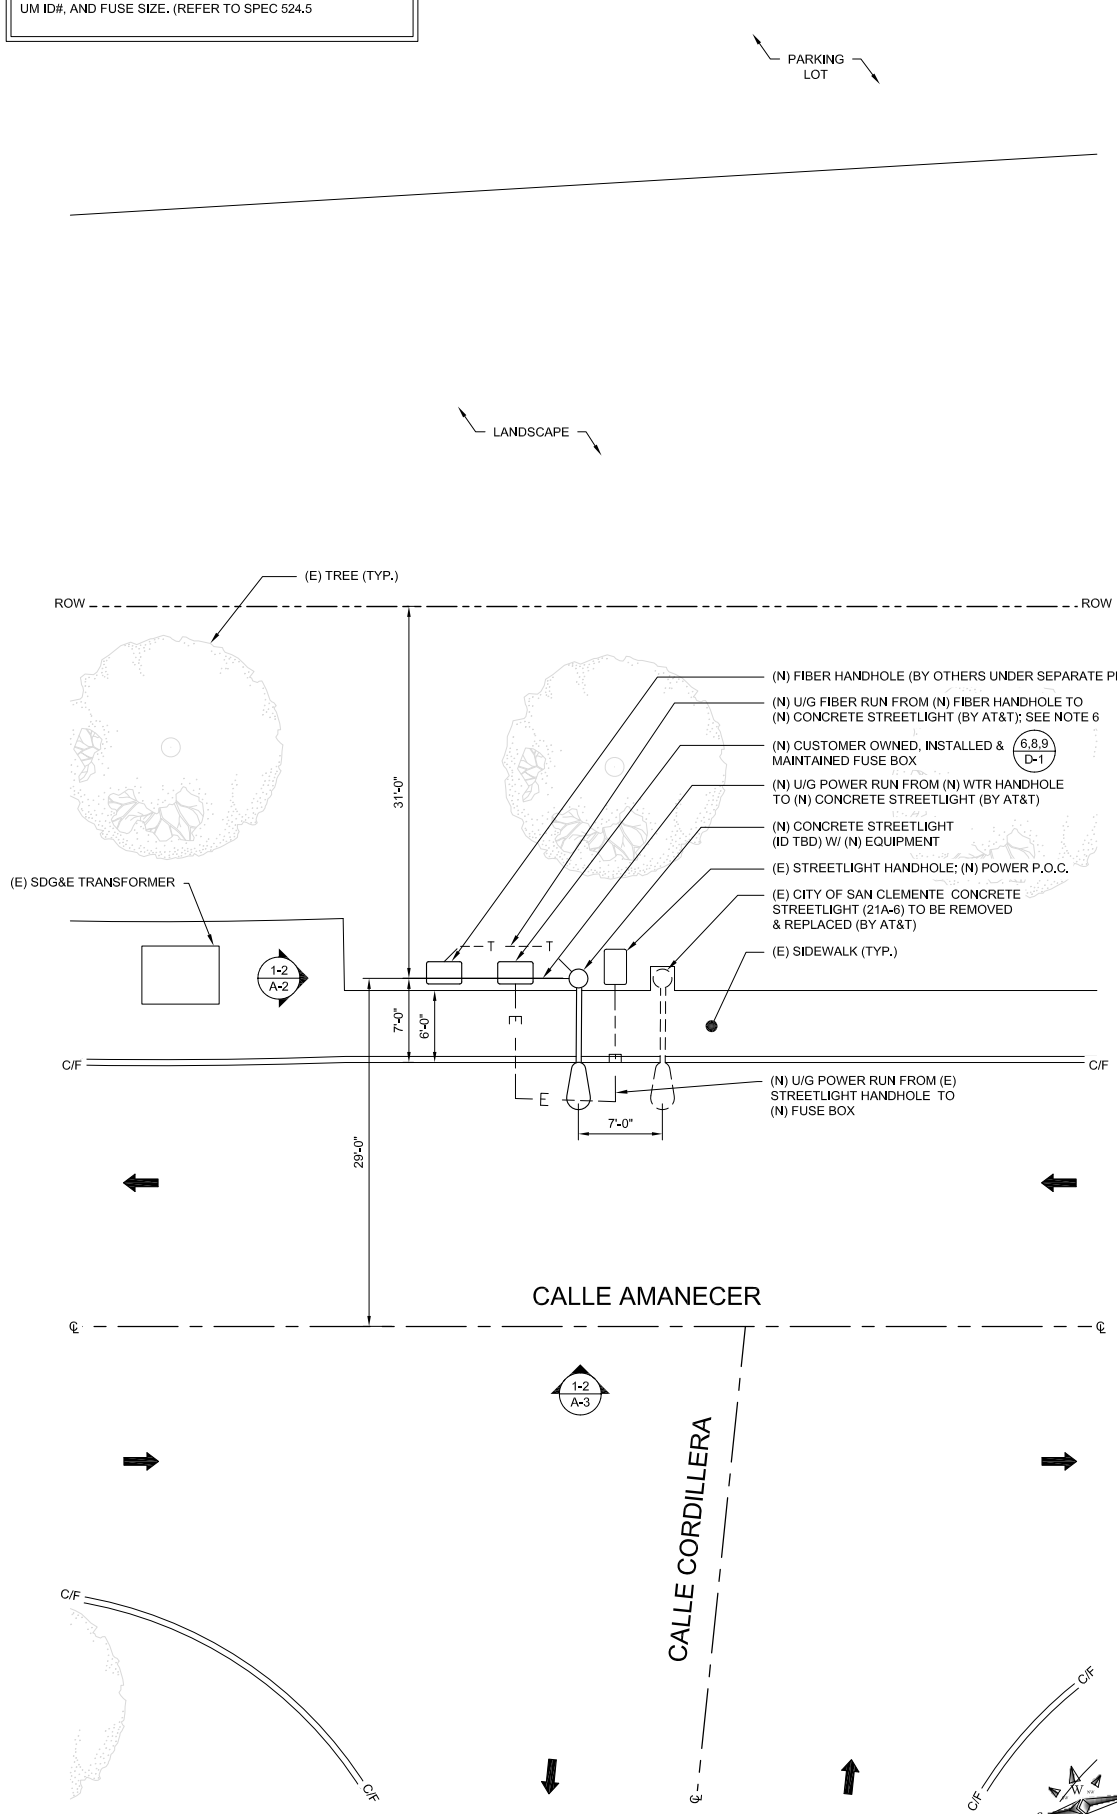 UM ID#, AND FUSE SIZE. (REFER TO SPEC 524.5
PARKING
LOT
LANDSCAPE
(E) TREE (TYP.)
ROW
ROW
(N) FIBER HANDHOLE (BY OTHERS UNDER SEPARATE
(N) U/G FIBER RUN FROM (N) FIBER HANDHOLE TO
(N) CONCRETE STREETLIGHT (BY AT&T); SEE NOTE 6
(N) CUSTOMER OWNED, INSTALLED &
MAINTAINED FUSE BOX
6,8,9
D-1
31'-0"
(N) U/G POWER RUN FROM (N) WTR HANDHOLE
TO (N) CONCRETE STREETLIGHT (BY AT&T)
(N) CONCRETE STREETLIGHT
(ID TBD) W/ (N) EQUIPMENT
(E) STREETLIGHT HANDHOLE; (N) POWER P.O.C.
(E) SDG&E TRANSFORMER
(E) CITY OF SAN CLEMENTE CONCRETE
STREETLIGHT (21A-6) TO BE REMOVED
& REPLACED (BY AT&T)
T
T
(E) SIDEWALK (TYP.)
1-2
A-2
7'-0"
6'-0"
E
E
C/F
C/F
(N) U/G POWER RUN FROM (E)
STREETLIGHT HANDHOLE TO
(N) FUSE BOX
E
7'-0"
29'-0"
CALLE AMANECER
℄
℄
1-2
A-3
CALLE CORDILLERA
C/F
C/F
C/F
C/F
℄
W